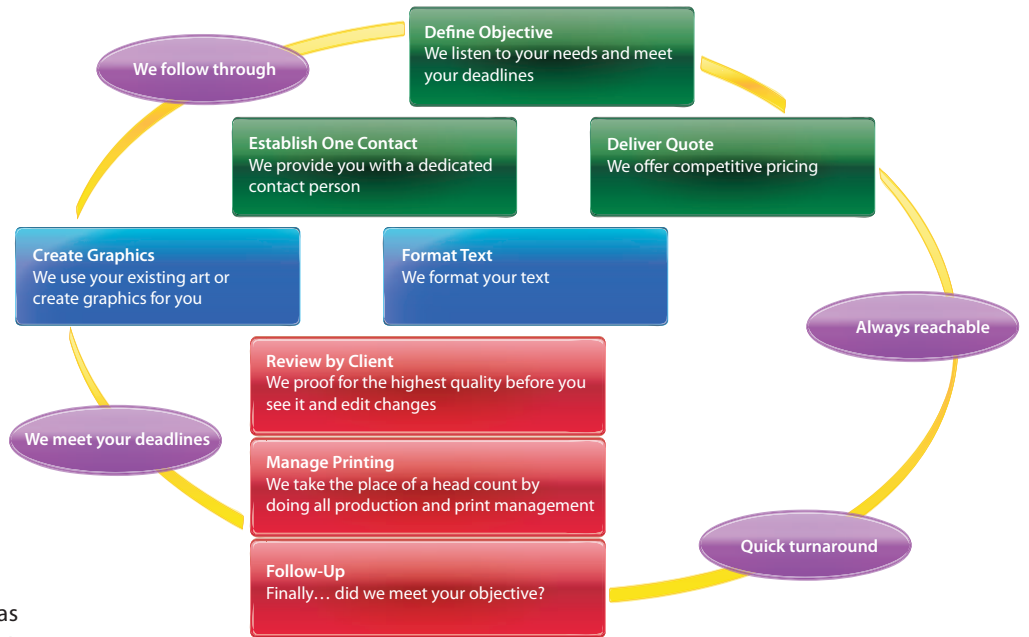 Define Objective
We listen to your needs and meet
your deadlines
We follow through
Establish One Contact
We provide you with a dedicated
contact person
Deliver Quote
We offer competitive pricing
Create Graphics
We use your existing art or
create graphics for you
Format Text
We format your text
Always reachable
Review by Client
We proof for the highest quality before you
see it and edit changes
We meet your deadlines
Manage Printing
We take the place of a head count by
doing all production and print management
Quick turnaround
Follow-Up
Finally… did we meet your objective?
as